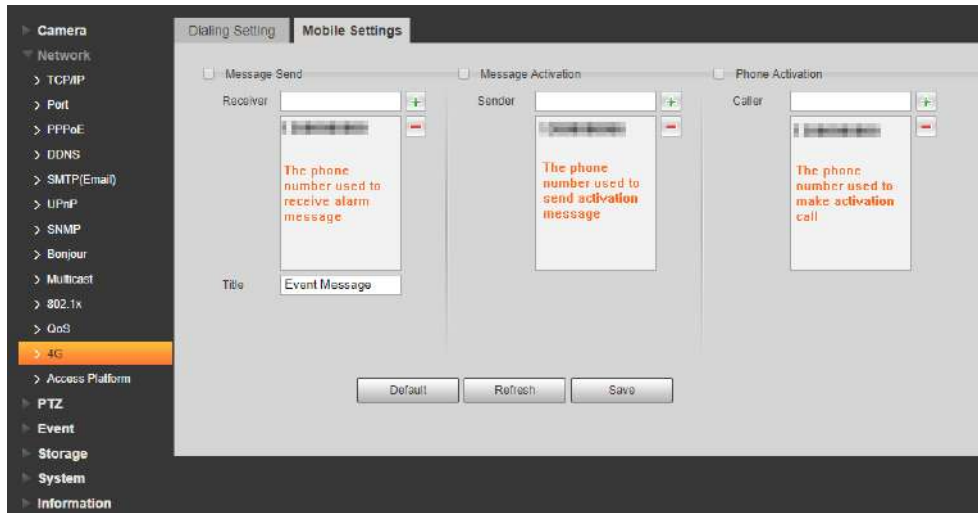 Camera
Network
TCP/IP
Port
PPPoE
DDNS
SMTP(Email)
UPnP
SNMP
Bonjour
Multicast
802.1x
QoS
4G
Access Platform
PTZ
Event
Storage
System
Information
Dialing Setting
Mobile Settings
Message Send
Receiver
The phone
number used to
receive alarm
message
Title
Event Message
Message Activation
Sender
The phone
number used to
send activation
message
Phone Activation
Caller
The phone
number used to
make activation
call
Default
Refresh
Save